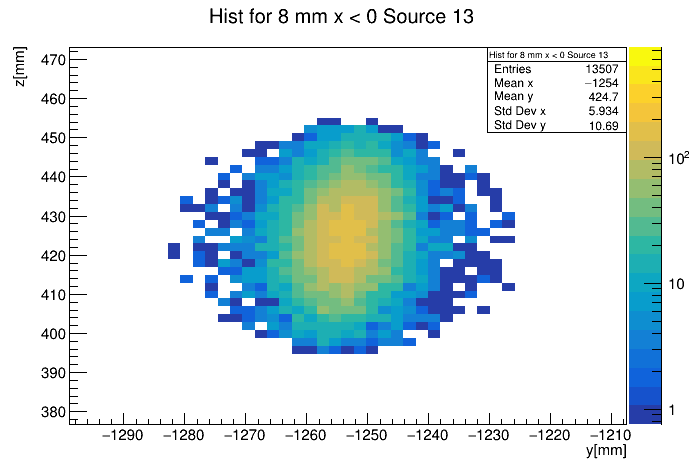 Hist for 8 mm x < 0 Source 13
z[mm]
470
460
450
440
430
420
410
400
390
380
−1290
−1280
−1270
−1260
−1250
−1240
−1230
−1220
−1210
y[mm]
Hist for 8 mm x < 0 Source 13
Entries 13507
Mean x −1254
Mean y 424.7
Std Dev x 5.934
Std Dev y 10.69
10²
10
1